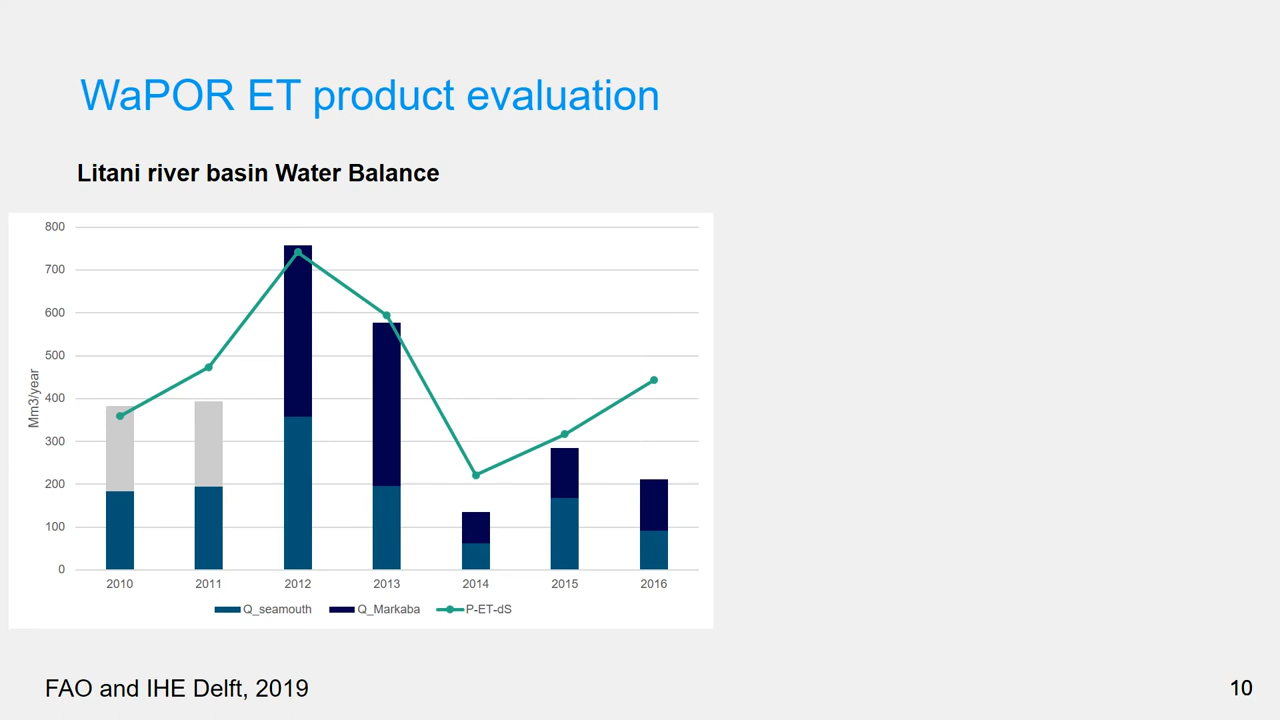 WaPOR ET product evaluation
Litani river basin Water Balance
800
700
600
500
400
300
200
100
0
Mm3/year
2010 2011 2012 2013 2014 2015 2016
Q_seamouth Q_Markaba P-ET-dS
FAO and IHE Delft, 2019
10